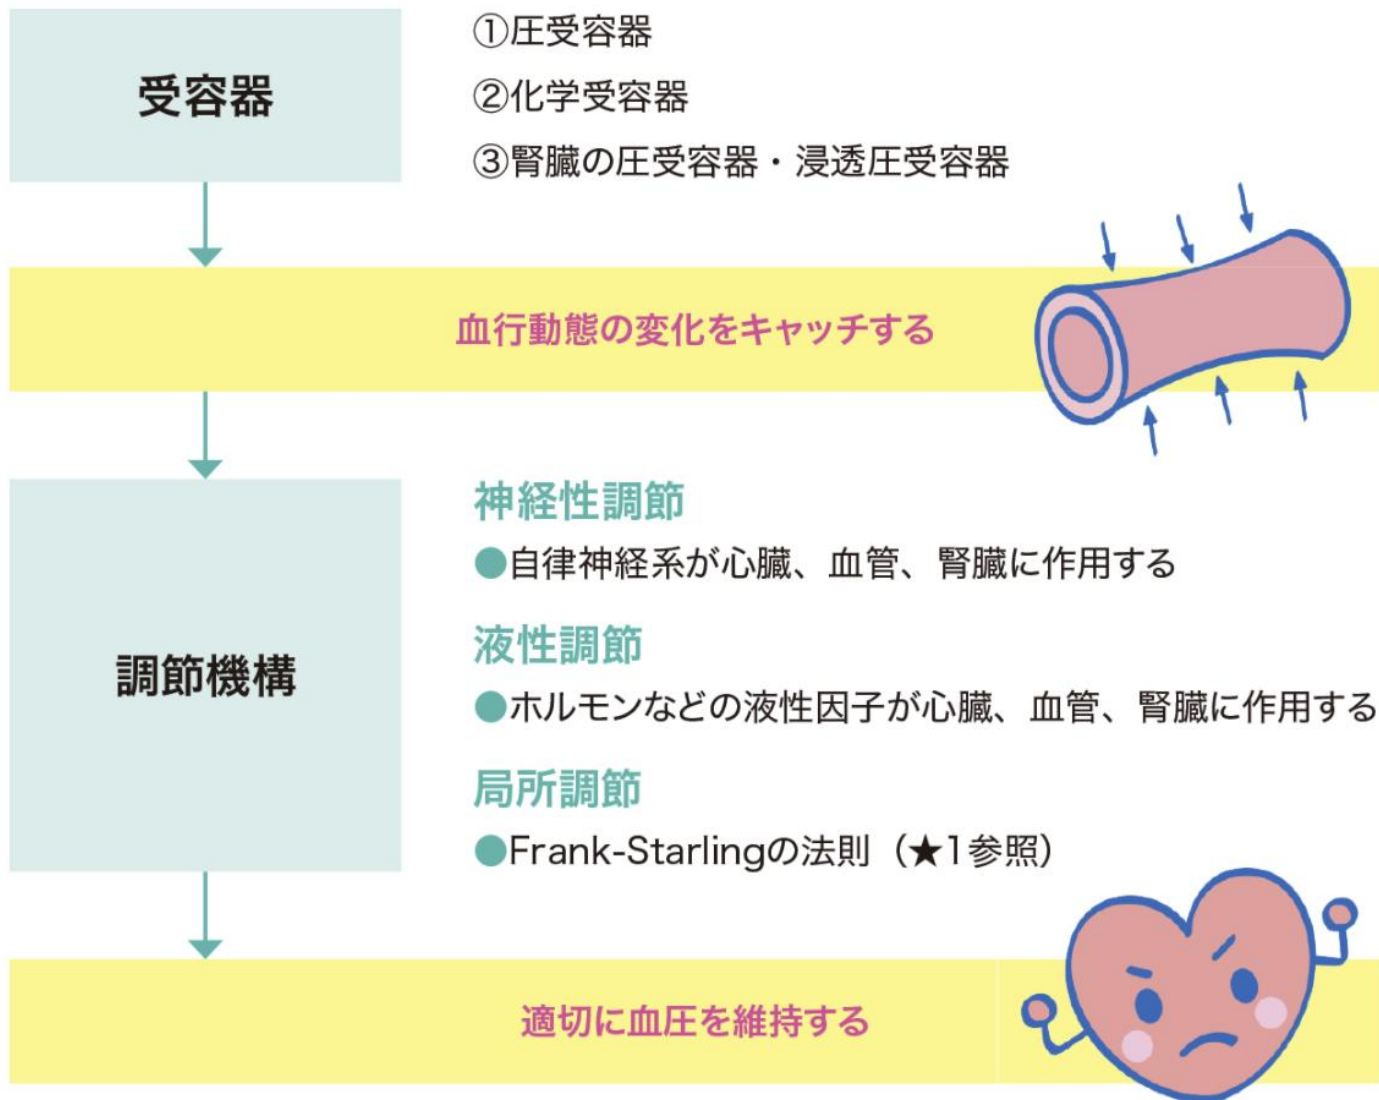 受容器
①圧受容器
②化学受容器
③腎臓の圧受容器・浸透圧受容器
血行動態の変化をキャッチする
調節機構
神経性調節
●自律神経系が心臓、血管、腎臓に作用する
液性調節
●ホルモンなどの液性因子が心臓、血管、腎臓に作用する
局所調節
●Frank-Starlingの法則（★1参照）
適切に血圧を維持する